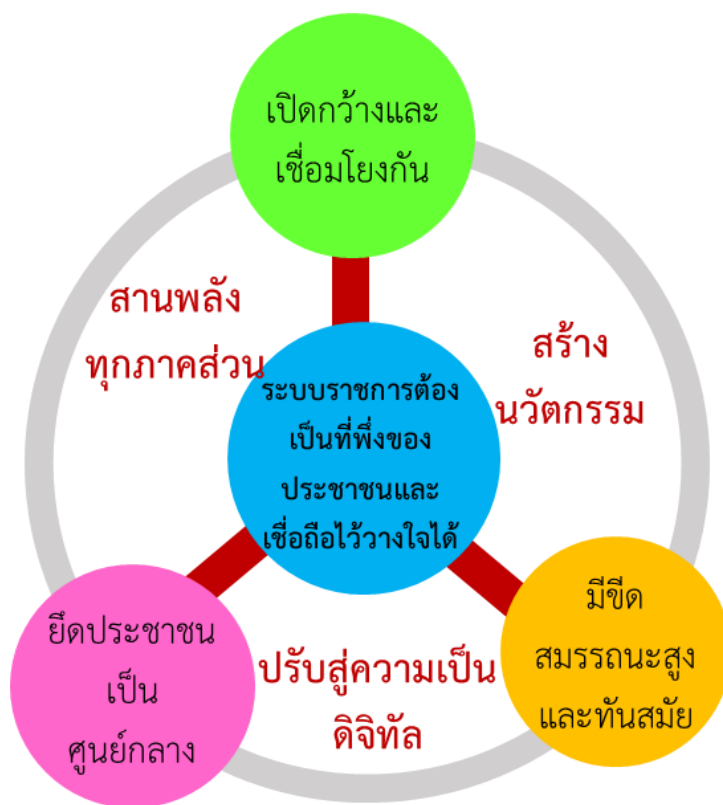 เปิดกว้างและ
เชื่อมโยงกัน
สานพลัง
ทุกภาคส่วน
สร้าง
นวัตกรรม
ระบบราชการต้อง
เป็นที่พึ่งของ
ประชาชนและ
เชื่อถือไว้วางใจได้
ยึดประชาชน
เป็น
ศูนย์กลาง
ปรับสู่ความเป็น
ดิจิทัล
มีขีด
สมรรถนะสูง
และทันสมัย